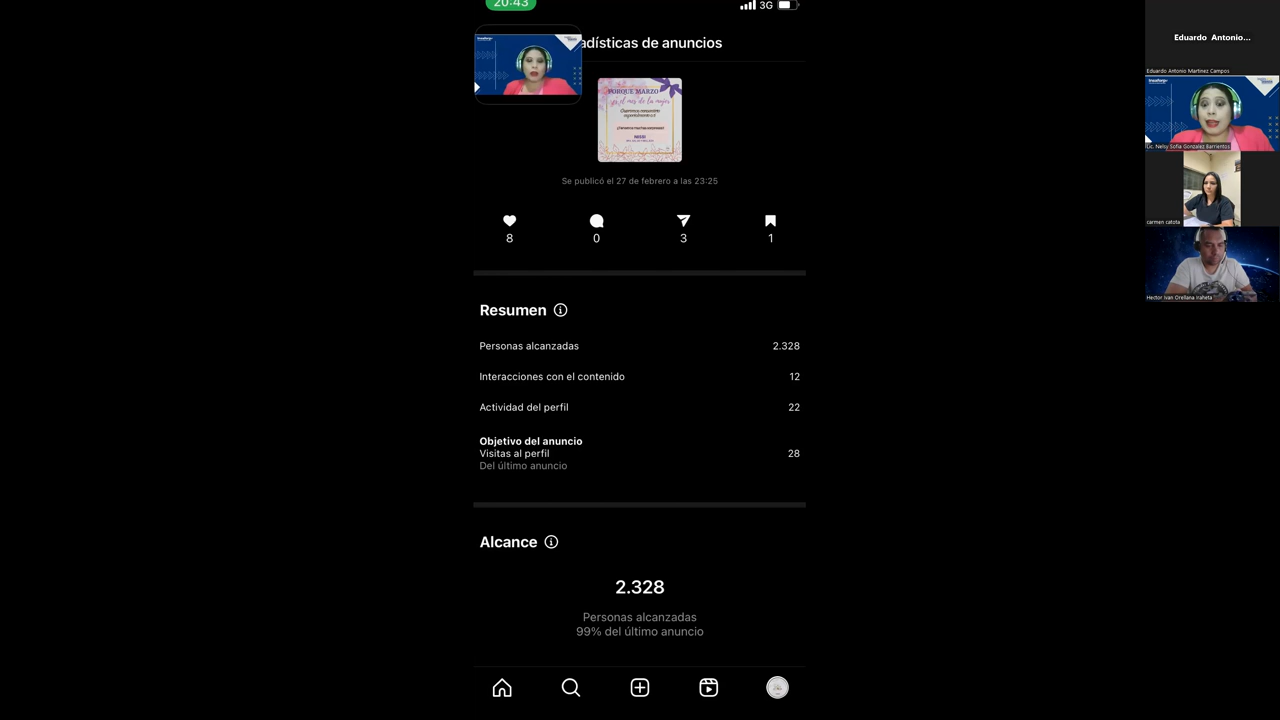 20:43
3G
adísticas de anuncios
PORQUE MARZO
es el mes de la mujer
Se publicó el 27 de febrero a las 23:25
8
0
3
1
Resumen
Personas alcanzadas
2.328
Interacciones con el contenido
12
Actividad del perfil
22
Objetivo del anuncio
Visitas al perfil
28
Del último anuncio
Alcance
2.328
Personas alcanzadas
99% del último anuncio
Eduardo Antonio...
Eduardo Antonio Martinez Campos
Lic. Nelsy Sofia Gonzalez Barrientos
carmen catota
Hector Ivan Orellana Iraheta